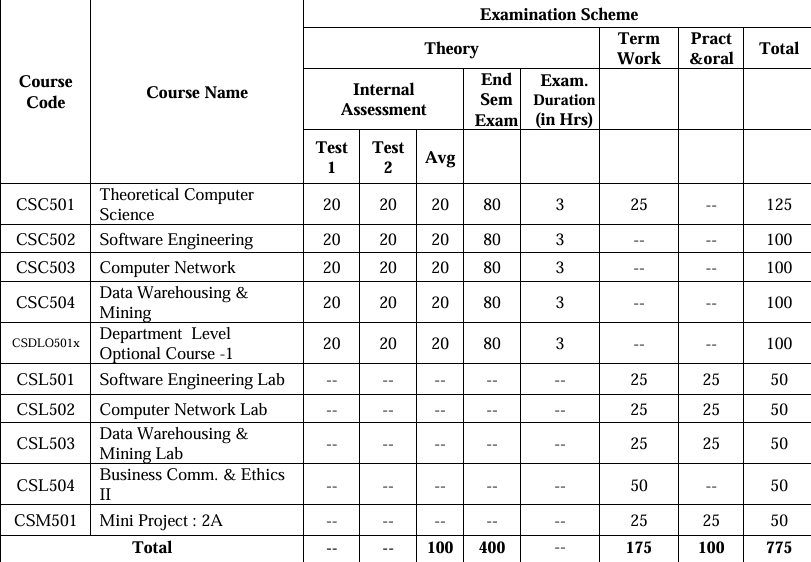 Examination Scheme
Course Code
Course Name
Theory
Term Work
Pract &oral
Total
Internal Assessment
End Sem Exam
Exam. Duration (in Hrs)
Test 1
Test 2
Avg
CSC501 Theoretical Computer Science 20 20 20 80 3 25 -- 125
CSC502 Software Engineering 20 20 20 80 3 -- -- 100
CSC503 Computer Network 20 20 20 80 3 -- -- 100
CSC504 Data Warehousing & Mining 20 20 20 80 3 -- -- 100
CSDLO501x Department Level Optional Course -1 20 20 20 80 3 -- -- 100
CSL501 Software Engineering Lab -- -- -- -- -- 25 25 50
CSL502 Computer Network Lab -- -- -- -- -- 25 25 50
CSL503 Data Warehousing & Mining Lab -- -- -- -- -- 25 25 50
CSL504 Business Comm. & Ethics II -- -- -- -- -- 50 -- 50
CSM501 Mini Project : 2A -- -- -- -- -- 25 25 50
Total -- -- 100 400 -- 175 100 775